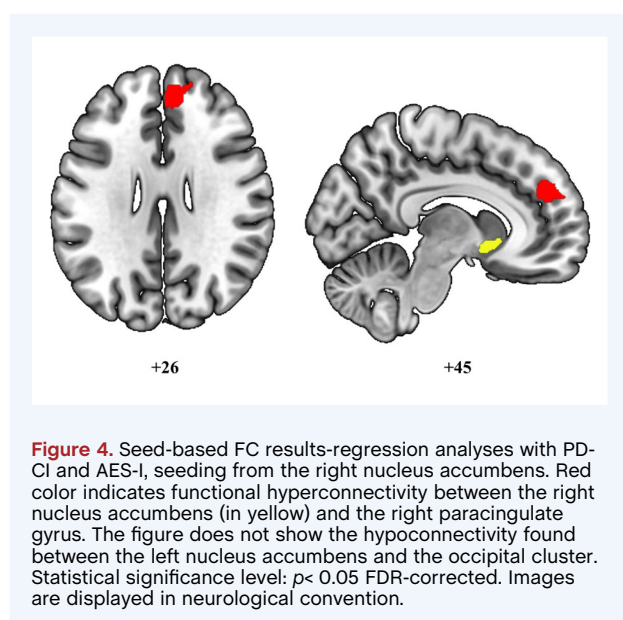 +26
+45
Figure 4. Seed-based FC results-regression analyses with PD-
CI and AES-I, seeding from the right nucleus accumbens. Red
color indicates functional hyperconnectivity between the right
nucleus accumbens (in yellow) and the right paracingulate
gyrus. The figure does not show the hypoconnectivity found
between the left nucleus accumbens and the occipital cluster.
Statistical significance level: p< 0.05 FDR-corrected. Images
are displayed in neurological convention.